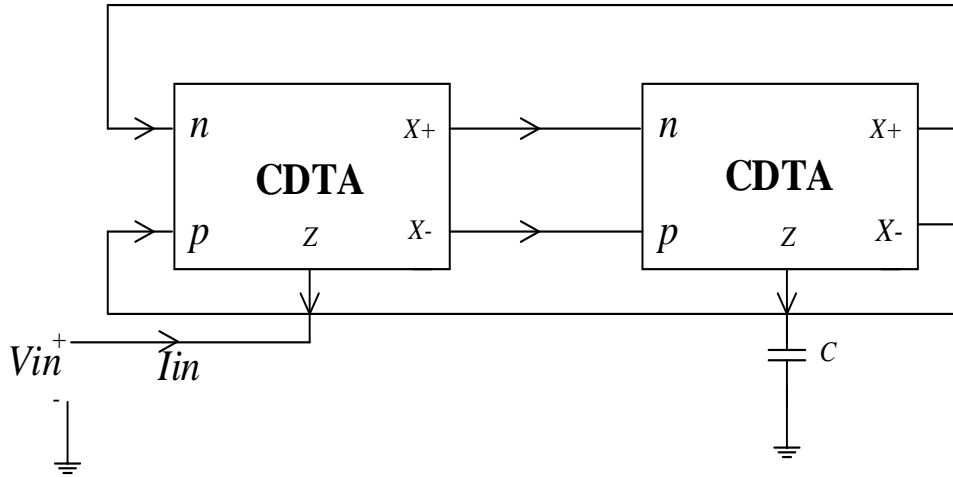 n X+ n X+
CDTA CDTA
p Z X- p Z X-
Vin + Iin C
-